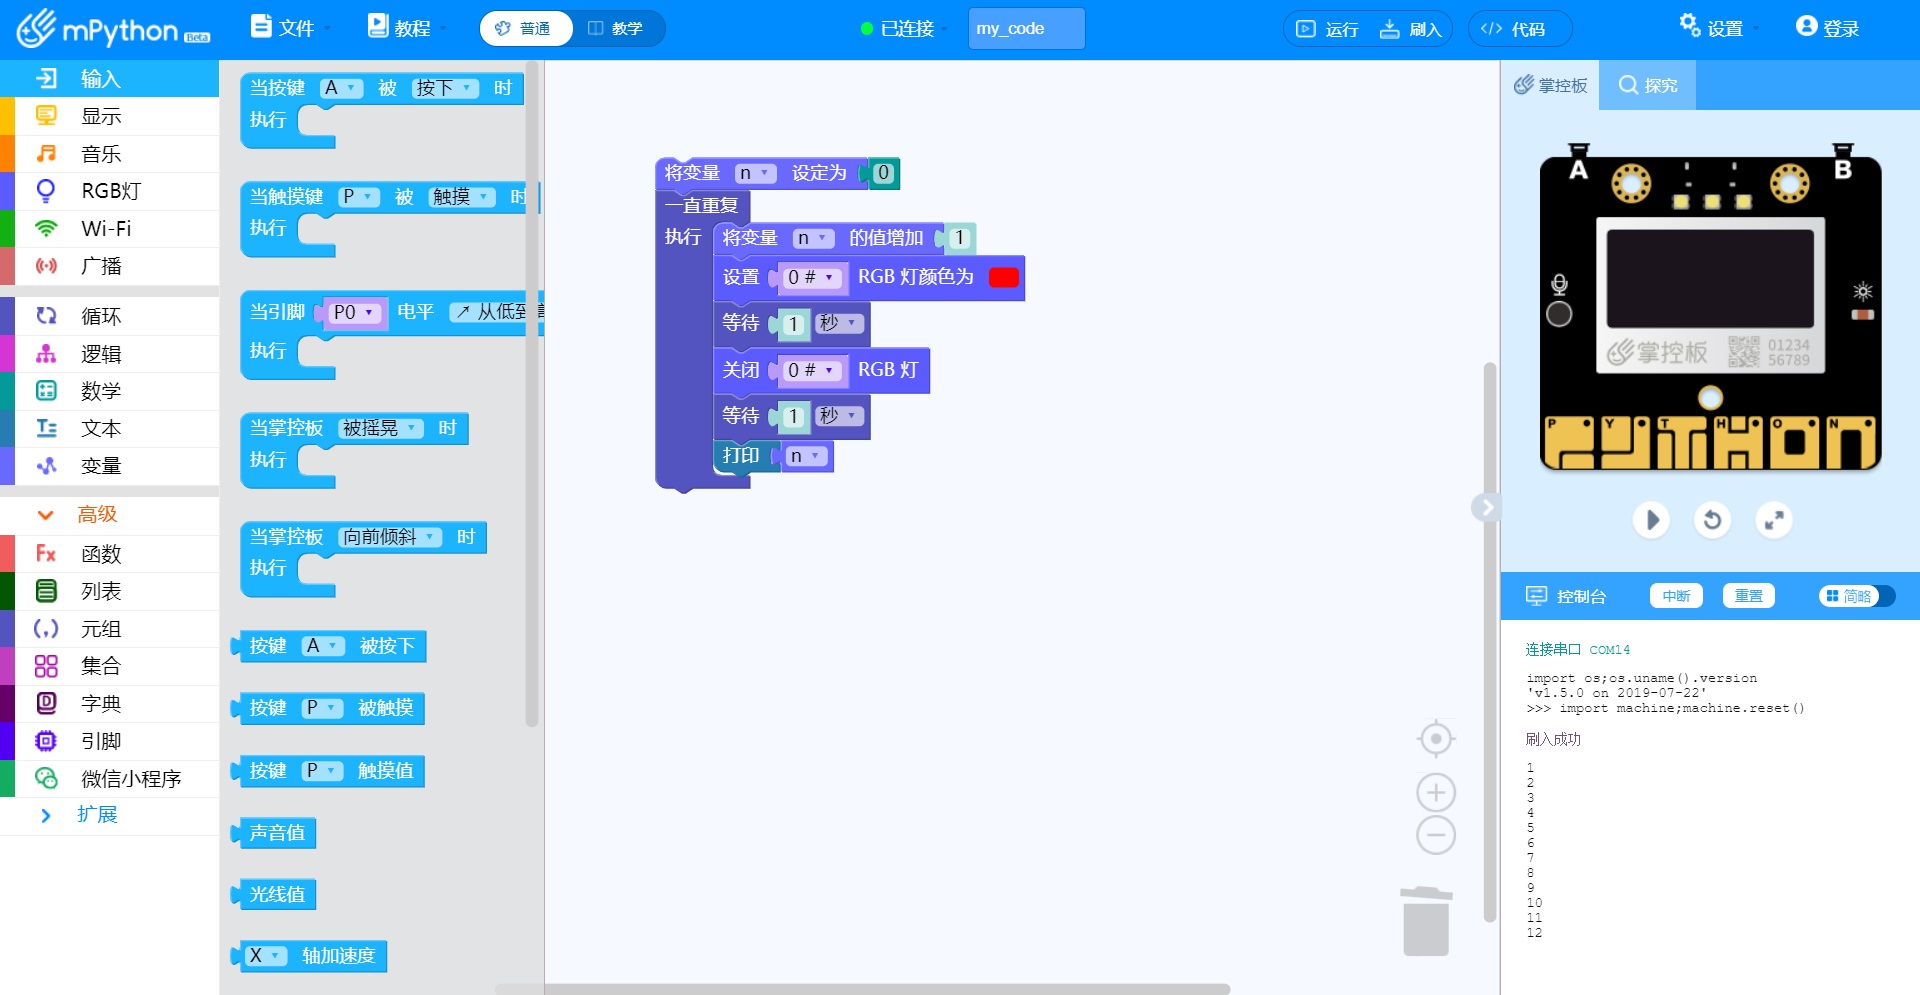 mPython Beta
文件
教程
普通
教学
已连接
my_code
运行
刷入
代码
设置
登录
输入
显示
音乐
RGB灯
Wi-Fi
广播
循环
逻辑
数学
文本
变量
高级
函数
列表
元组
集合
字典
引脚
微信小程序
扩展
当按键 A 被 按下 时
执行
当触摸键 P 被 触摸 时
执行
当引脚 P0 电平 ↗ 从低到高
执行
当掌控板 被摇晃 时
执行
当掌控板 向前倾斜 时
执行
按键 A 被按下
按键 P 被触摸
按键 P 触摸值
声音值
光线值
X 轴加速度
将变量 n 设定为 0
一直重复
执行 将变量 n 的值增加 1
设置 0 # RGB 灯颜色为
等待 1 秒
关闭 0 # RGB 灯
等待 1 秒
打印 n
掌控板
探究
A
B
掌控板
01234
56789
P Y T H O N
控制台
中断
重置
简略
连接串口 COM14
import os;os.uname().version
'v1.5.0 on 2019-07-22'
>>> import machine;machine.reset()
刷入成功
1
2
3
4
5
6
7
8
9
10
11
12